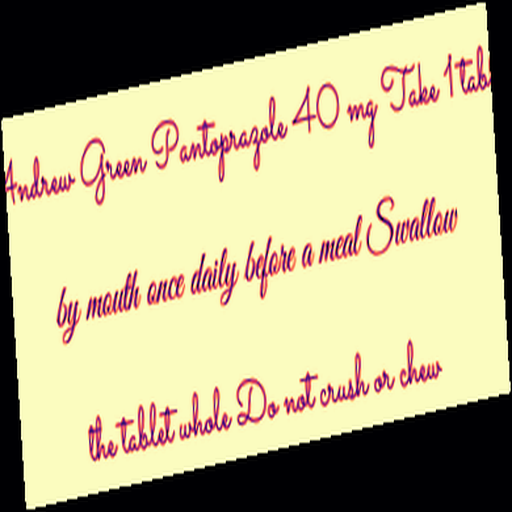 Andrew Green Pantoprazole 40 mg Take 1 tab
by mouth once daily before a meal Swallow
the tablet whole Do not crush or chew